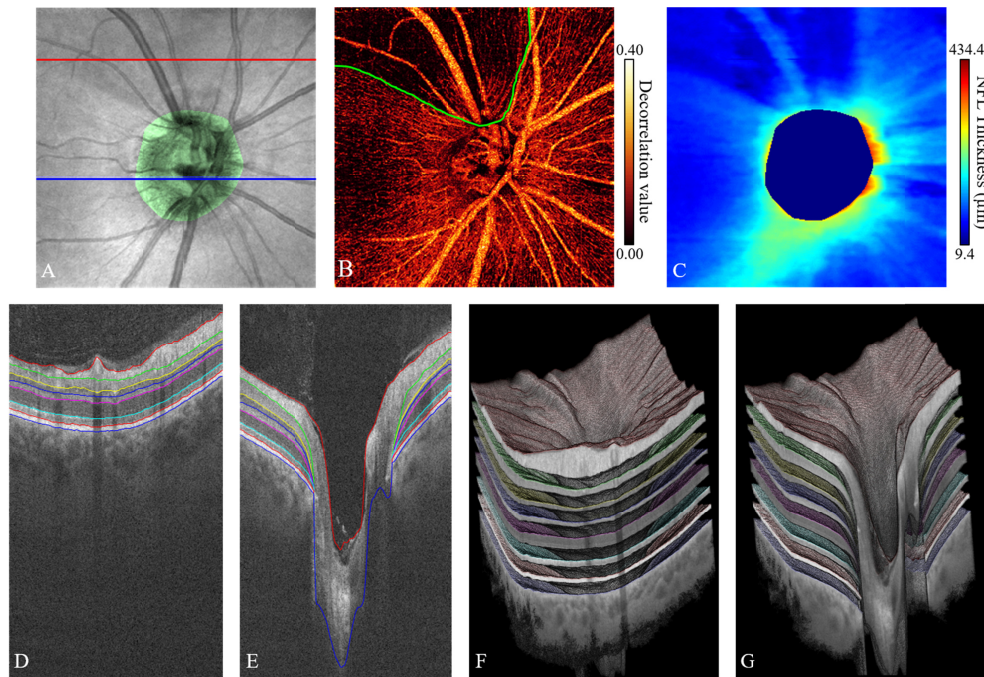 A
B
0.40
Decorrelation value
0.00
C
434.4
NFL Thickness (μm)
9.4
D
E
F
G